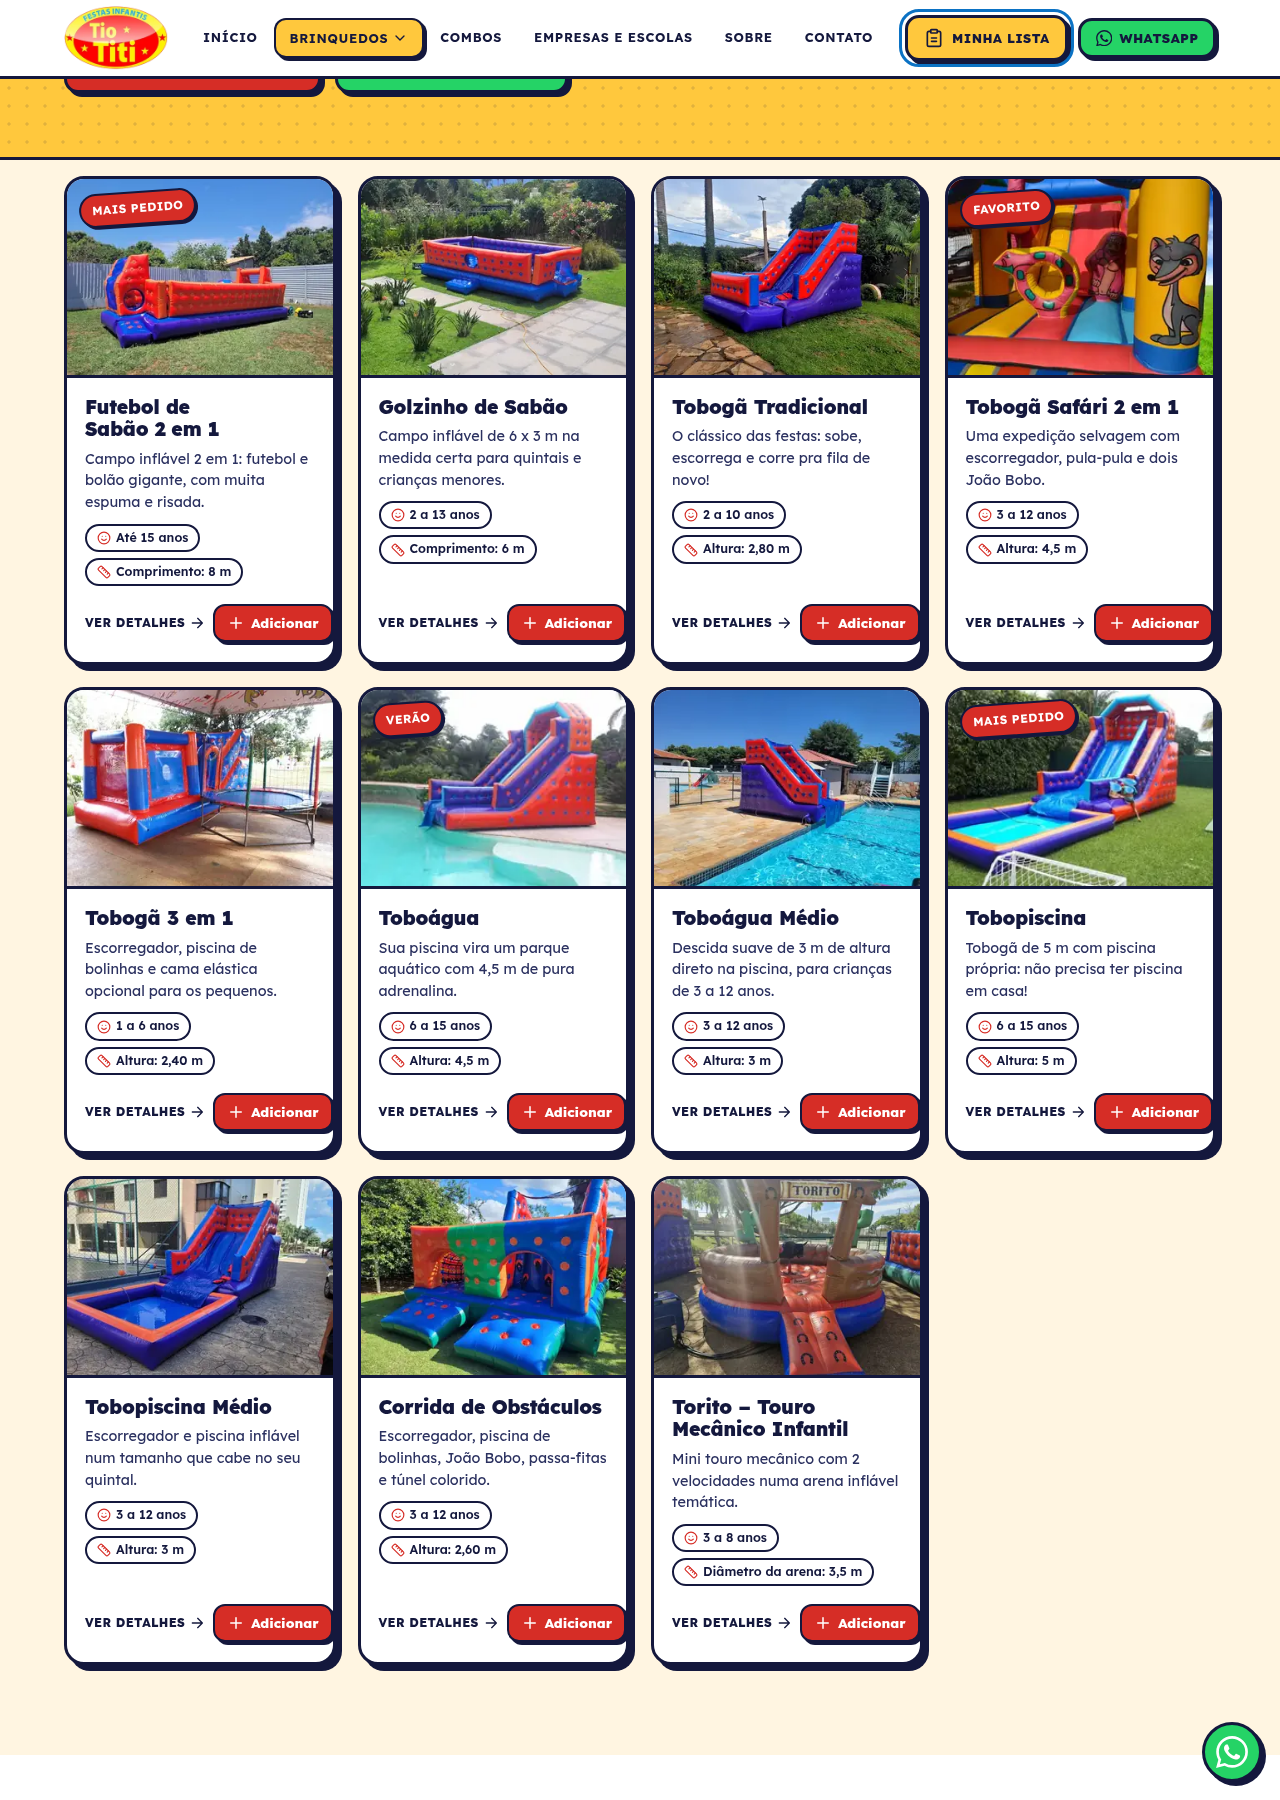 FESTAS INFANTIS
Tio
Titi
INÍCIO
BRINQUEDOS
COMBOS
EMPRESAS E ESCOLAS
SOBRE
CONTATO
MINHA LISTA
WHATSAPP
MAIS PEDIDO
FAVORITO
Futebol de
Sabão 2 em 1
Campo inflável 2 em 1: futebol e
bolão gigante, com muita
espuma e risada.
Até 15 anos
Comprimento: 8 m
VER DETALHES
Adicionar
Golzinho de Sabão
Campo inflável de 6 x 3 m na
medida certa para quintais e
crianças menores.
2 a 13 anos
Comprimento: 6 m
VER DETALHES
Adicionar
Tobogã Tradicional
O clássico das festas: sobe,
escorrega e corre pra fila de
novo!
2 a 10 anos
Altura: 2,80 m
VER DETALHES
Adicionar
Tobogã Safári 2 em 1
Uma expedição selvagem com
escorregador, pula-pula e dois
João Bobo.
3 a 12 anos
Altura: 4,5 m
VER DETALHES
Adicionar
Tobogã 3 em 1
Escorregador, piscina de
bolinhas e cama elástica
opcional para os pequenos.
1 a 6 anos
Altura: 2,40 m
VER DETALHES
Adicionar
VERÃO
Toboágua
Sua piscina vira um parque
aquático com 4,5 m de pura
adrenalina.
6 a 15 anos
Altura: 4,5 m
VER DETALHES
Adicionar
Toboágua Médio
Descida suave de 3 m de altura
direto na piscina, para crianças
de 3 a 12 anos.
3 a 12 anos
Altura: 3 m
VER DETALHES
Adicionar
MAIS PEDIDO
Tobopiscina
Tobogã de 5 m com piscina
própria: não precisa ter piscina
em casa!
6 a 15 anos
Altura: 5 m
VER DETALHES
Adicionar
Tobopiscina Médio
Escorregador e piscina inflável
num tamanho que cabe no seu
quintal.
3 a 12 anos
Altura: 3 m
VER DETALHES
Adicionar
Corrida de Obstáculos
Escorregador, piscina de
bolinhas, João Bobo, passa-fitas
e túnel colorido.
3 a 12 anos
Altura: 2,60 m
VER DETALHES
Adicionar
TORITO
Torito – Touro
Mecânico Infantil
Mini touro mecânico com 2
velocidades numa arena inflável
temática.
3 a 8 anos
Diâmetro da arena: 3,5 m
VER DETALHES
Adicionar